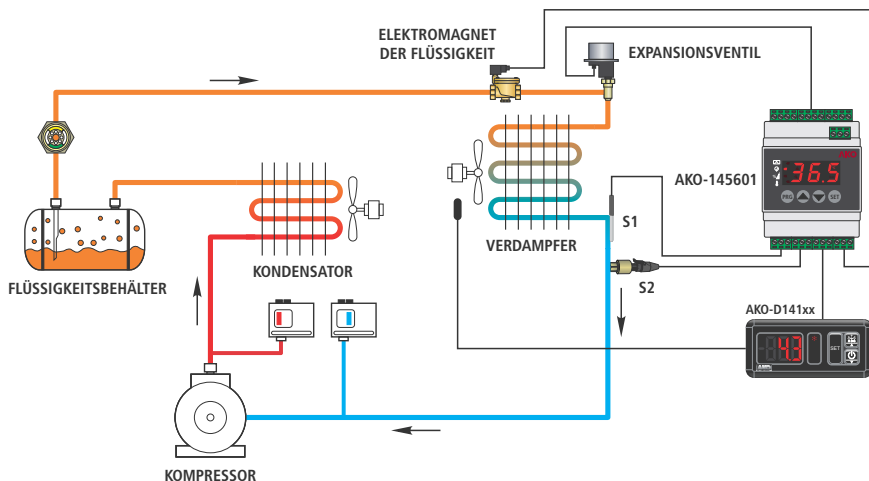 ELEKTROMAGNET
DER FLÜSSIGKEIT
EXPANSIONSVENTIL
AKO-145601
AKO
36.5
PRG
SET
S1
VERDAMPFER
S2
KONDENSATOR
FLÜSSIGKEITSBEHÄLTER
AKO-D141xx
4.3
SET
KOMPRESSOR